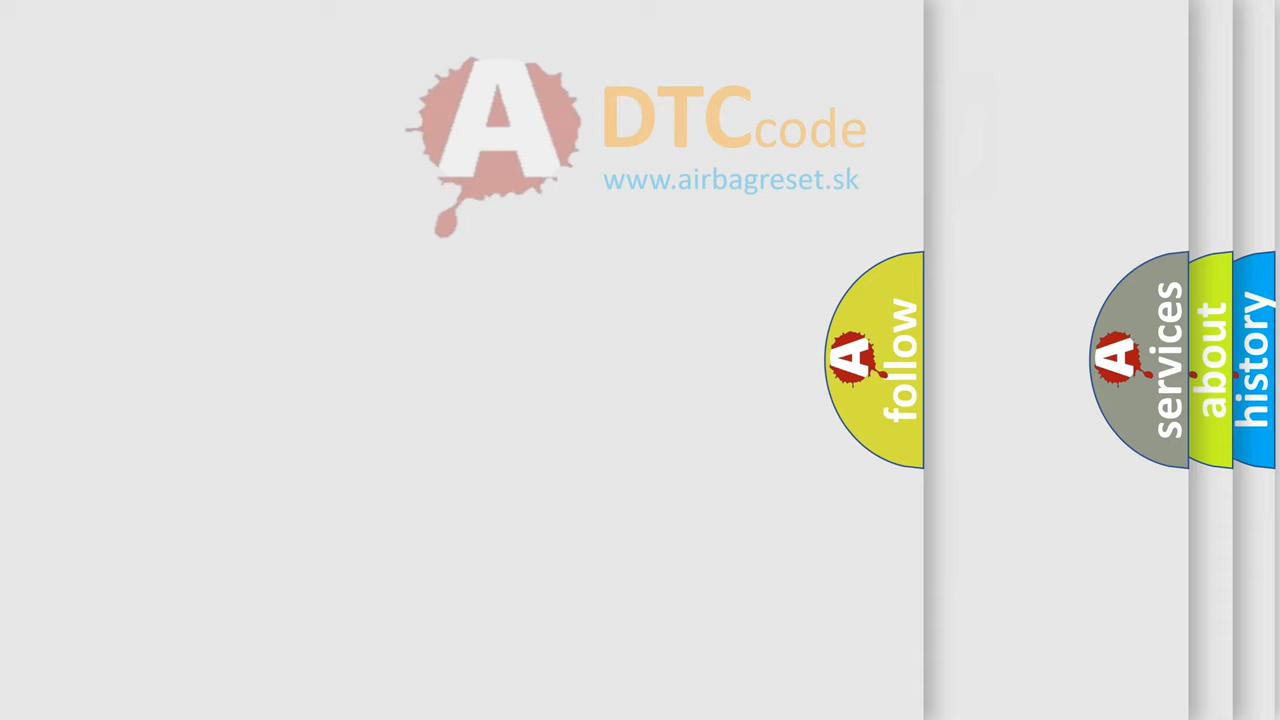 A
DTCcode
www.airbagreset.sk
A
follow
A
services
about
history